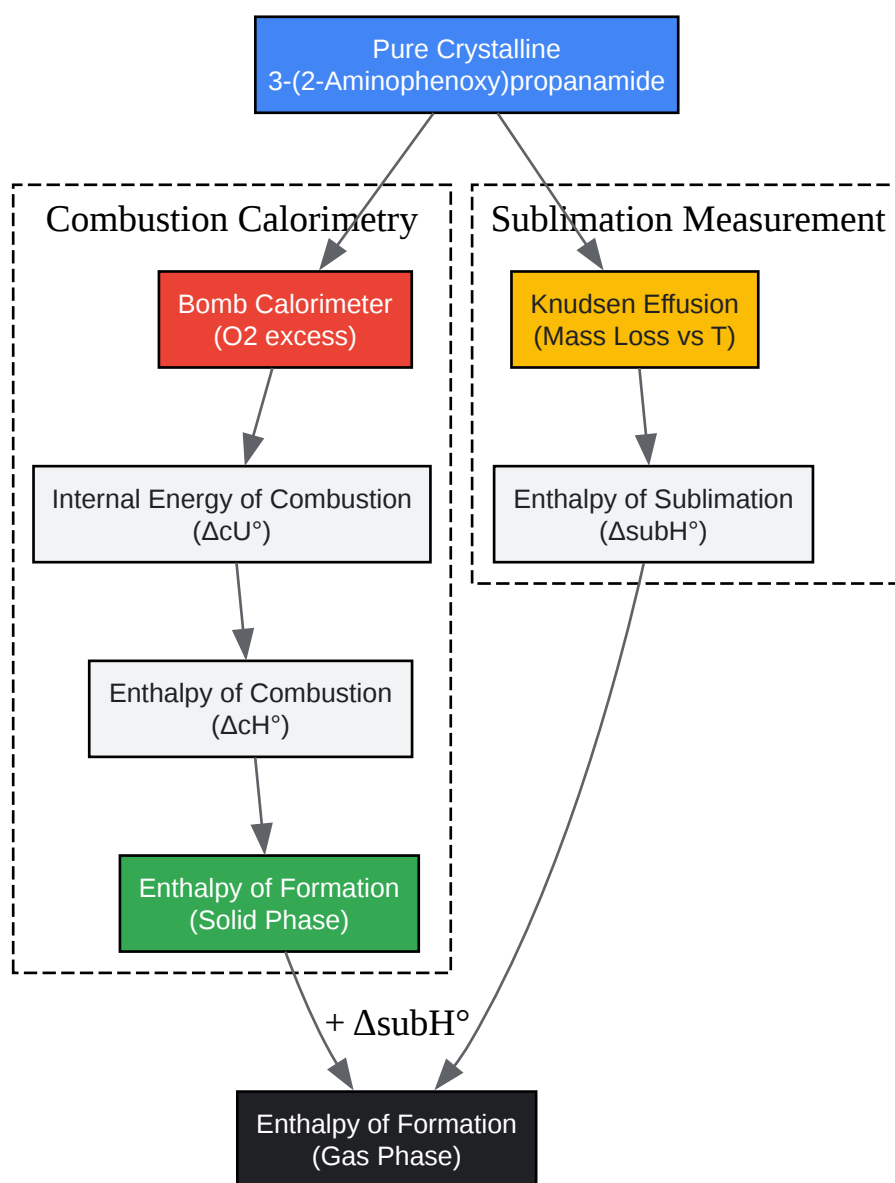 Pure Crystalline
3-(2-Aminophenoxy)propanamide
Combustion Calorimetry
Sublimation Measurement
Bomb Calorimeter
(O2 excess)
Knudsen Effusion
(Mass Loss vs T)
Internal Energy of Combustion
(ΔcU°)
Enthalpy of Sublimation
(ΔsubH°)
Enthalpy of Combustion
(ΔcH°)
Enthalpy of Formation
(Solid Phase)
+ ΔsubH°
Enthalpy of Formation
(Gas Phase)